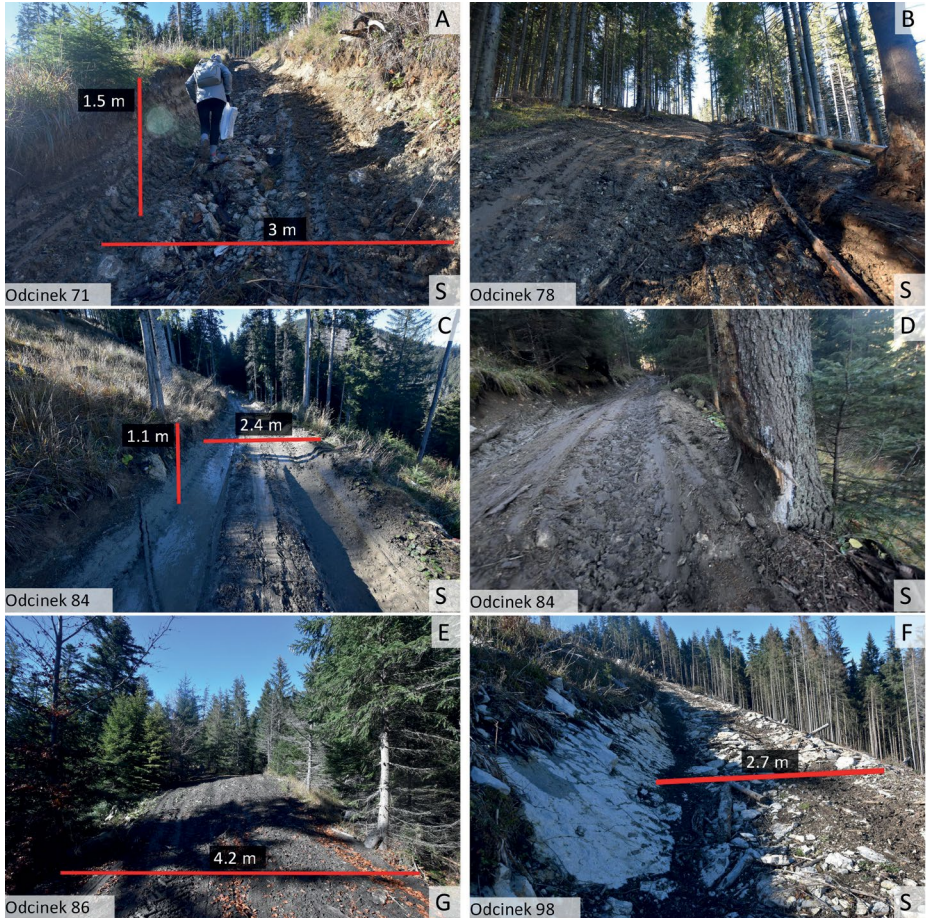 A
1.5 m
3 m
Odcinek 71
S
B
Odcinek 78
S
C
2.4 m
1.1 m
Odcinek 84
S
D
Odcinek 84
S
E
4.2 m
Odcinek 86
G
F
2.7 m
Odcinek 98
S